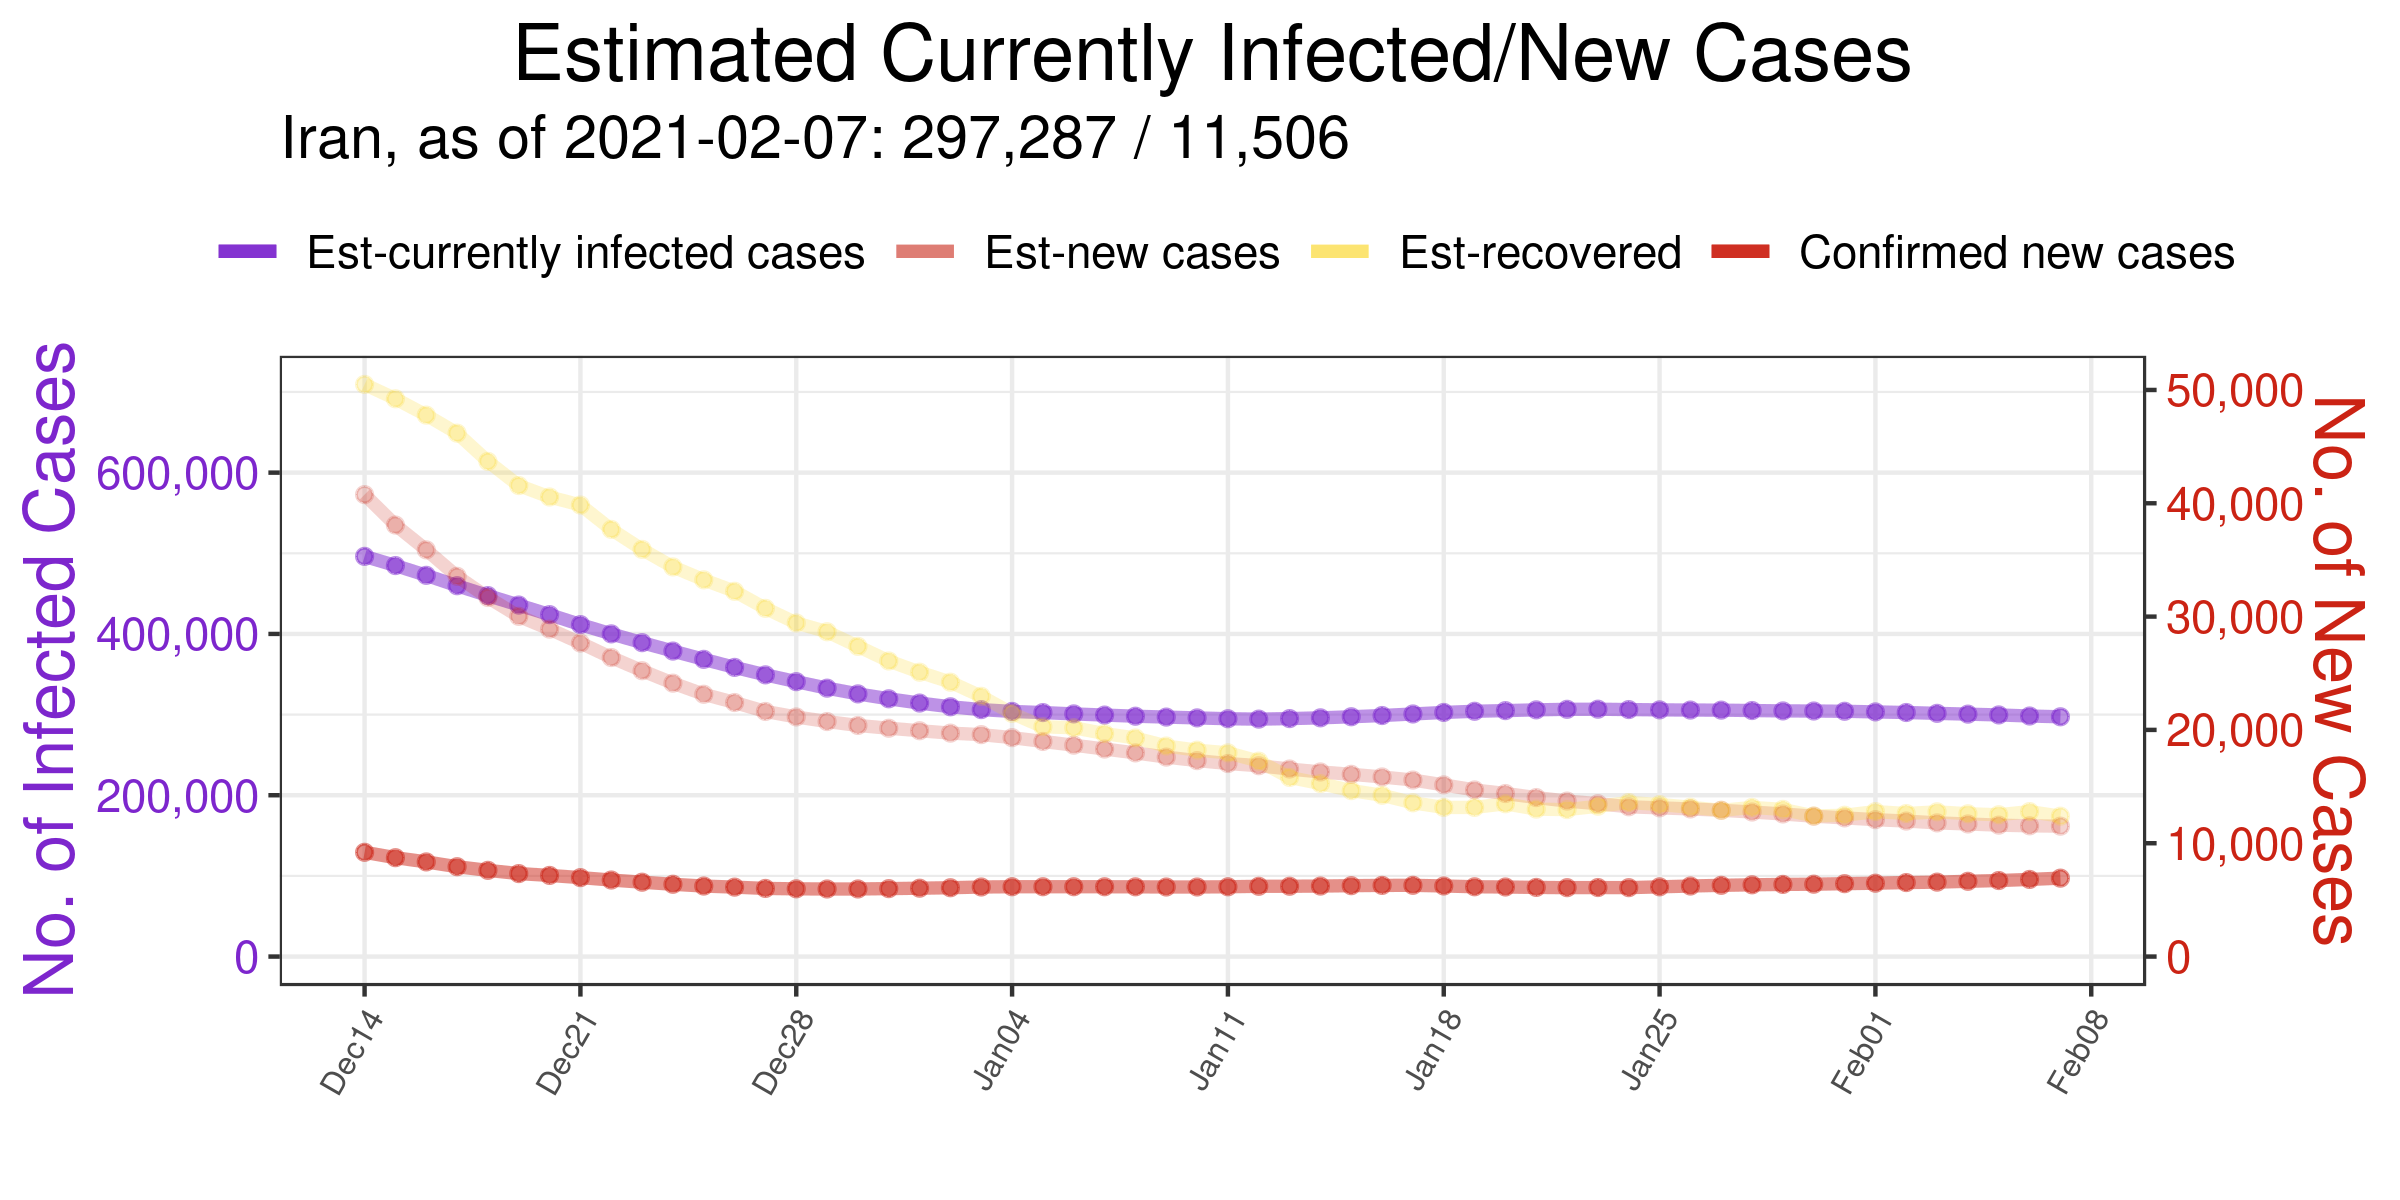 Estimated Currently Infected/New Cases
Iran, as of 2021-02-07: 297,287 / 11,506
Est-currently infected cases
Est-new cases
Est-recovered
Confirmed new cases
No. of Infected Cases
600,000
400,000
200,000
0
50,000
40,000
30,000
20,000
10,000
0
No. of New Cases
Dec14
Dec21
Dec28
Jan04
Jan11
Jan18
Jan25
Feb01
Feb08